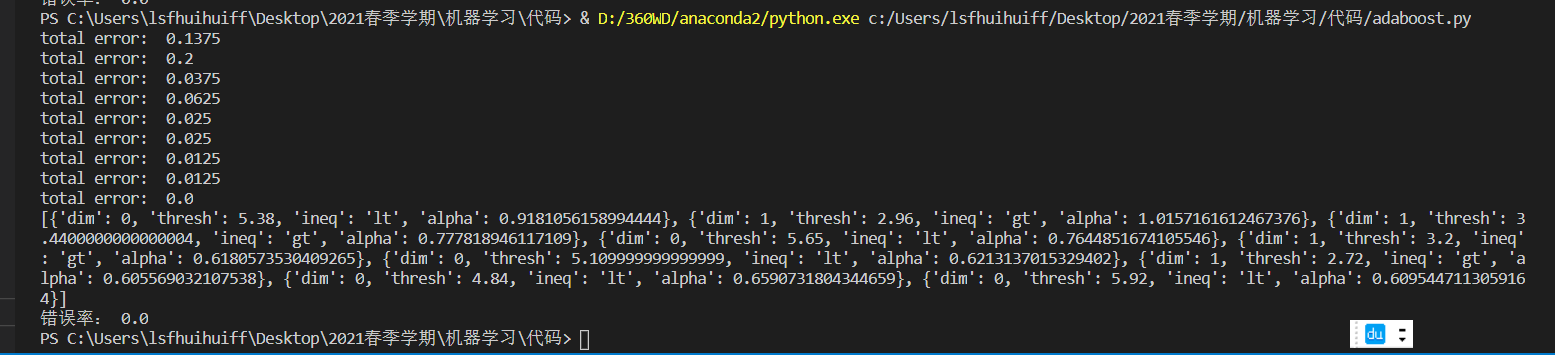 错误率： 0.0
PS C:\Users\lsfhuihuiff\Desktop\2021春季学期\机器学习\代码> & D:/360WD/anaconda2/python.exe c:/Users/lsfhuihuiff/Desktop/2021春季学期/机器学习/代码/adaboost.py
total error:  0.1375
total error:  0.2
total error:  0.0375
total error:  0.0625
total error:  0.025
total error:  0.025
total error:  0.0125
total error:  0.0125
total error:  0.0
[{'dim': 0, 'thresh': 5.38, 'ineq': 'lt', 'alpha': 0.9181056158994444}, {'dim': 1, 'thresh': 2.96, 'ineq': 'gt', 'alpha': 1.0157161612467376}, {'dim': 1, 'thresh': 3
.4400000000000004, 'ineq': 'gt', 'alpha': 0.777818946117109}, {'dim': 0, 'thresh': 5.65, 'ineq': 'lt', 'alpha': 0.7644851674105546}, {'dim': 1, 'thresh': 3.2, 'ineq'
: 'gt', 'alpha': 0.6180573530409265}, {'dim': 0, 'thresh': 5.109999999999999, 'ineq': 'lt', 'alpha': 0.6213137015329402}, {'dim': 1, 'thresh': 2.72, 'ineq': 'gt', 'a
lpha': 0.605569032107538}, {'dim': 0, 'thresh': 4.84, 'ineq': 'lt', 'alpha': 0.6590731804344659}, {'dim': 0, 'thresh': 5.92, 'ineq': 'lt', 'alpha': 0.609544711305916
4}]
错误率： 0.0
PS C:\Users\lsfhuihuiff\Desktop\2021春季学期\机器学习\代码>
du